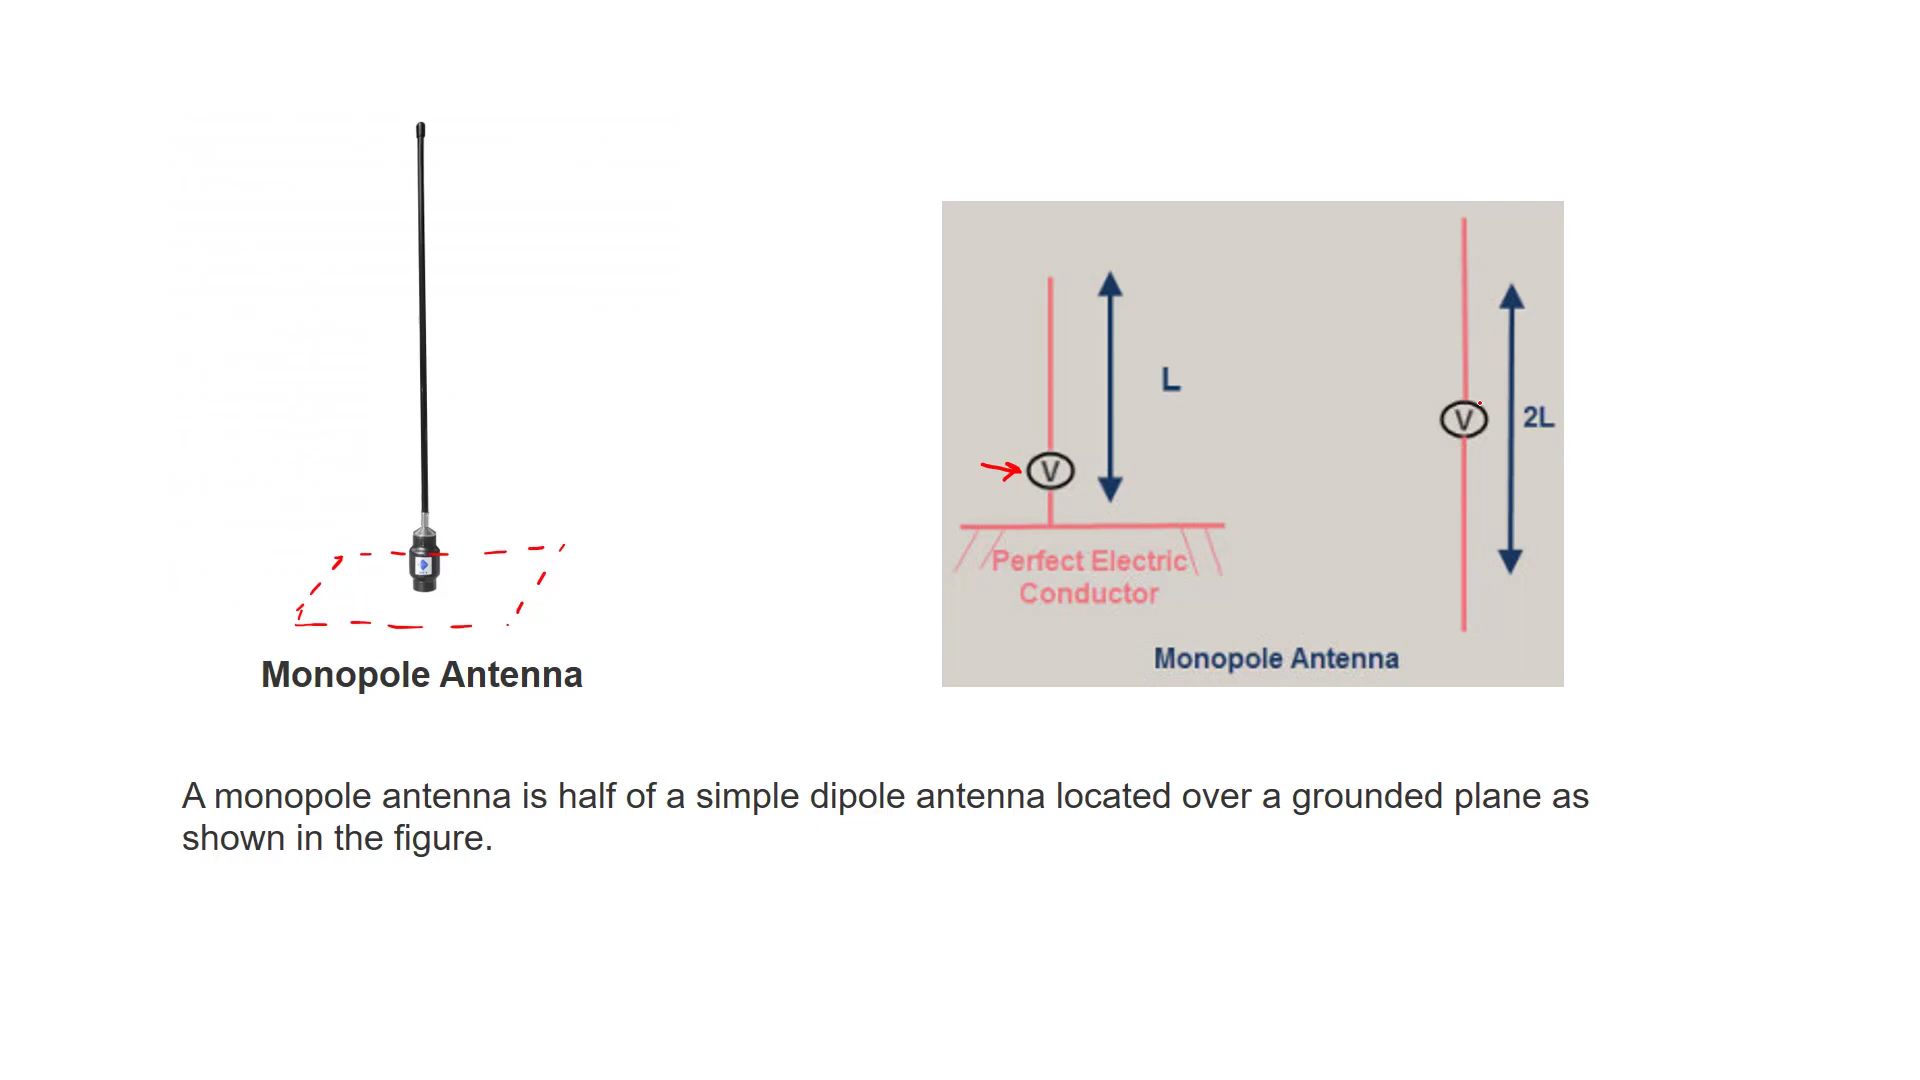 L
V
V
2L
Perfect Electric
Conductor
Monopole Antenna
Monopole Antenna
A monopole antenna is half of a simple dipole antenna located over a grounded plane as
shown in the figure.